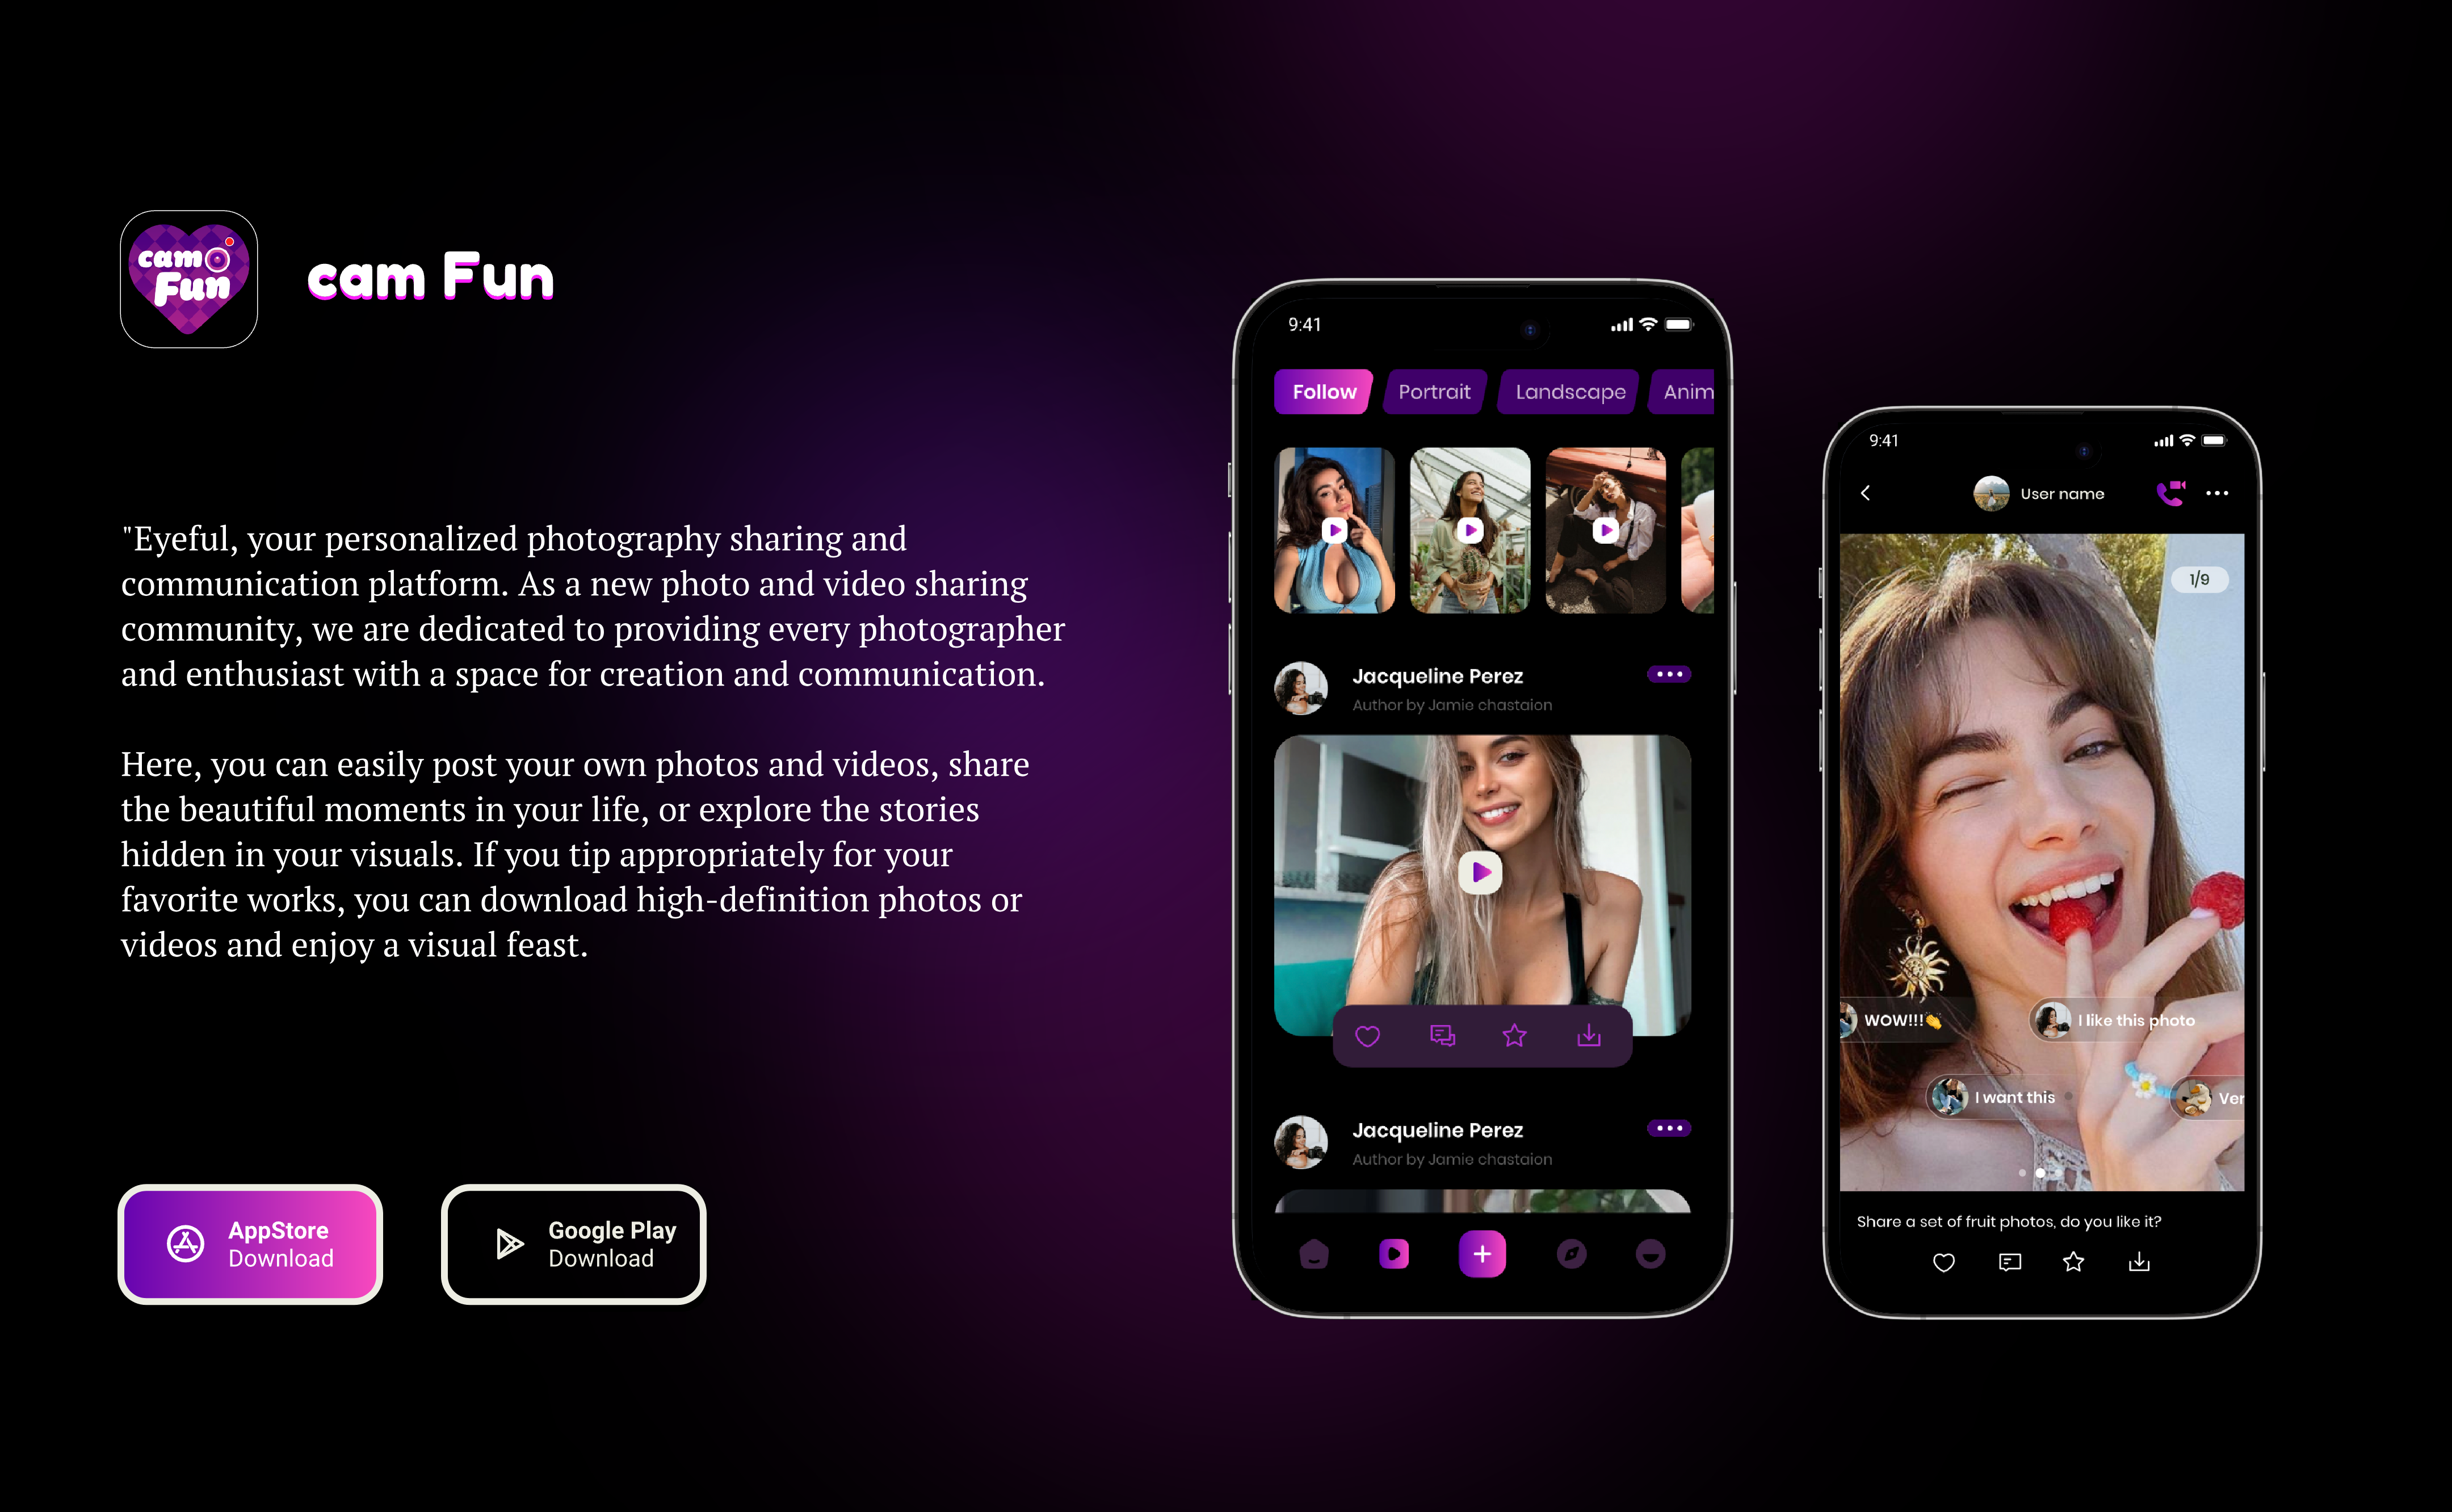 cam
Fun
cam Fun
"Eyeful, your personalized photography sharing and
communication platform. As a new photo and video sharing
community, we are dedicated to providing every photographer
and enthusiast with a space for creation and communication.
Here, you can easily post your own photos and videos, share
the beautiful moments in your life, or explore the stories
hidden in your visuals. If you tip appropriately for your
favorite works, you can download high-definition photos or
videos and enjoy a visual feast.
AppStore
Download
Google Play
Download
9:41
Follow Portrait Landscape Anim
Jacqueline Perez
Author by Jamie chastaion
Jacqueline Perez
Author by Jamie chastaion
9:41
User name
1/9
WOW!!!👏 I like this photo
I want this Ver
Share a set of fruit photos, do you like it?